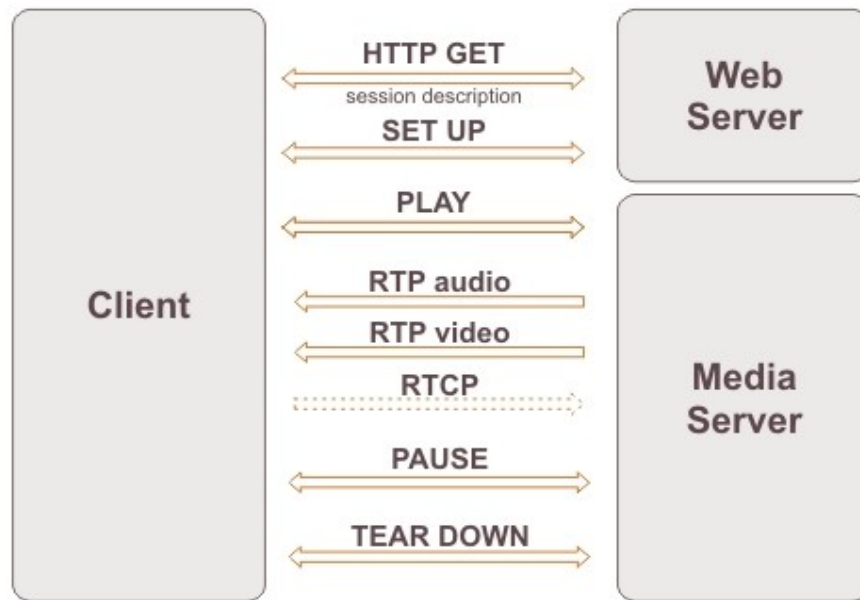 HTTP GET
session description
SET UP
PLAY
RTP audio
RTP video
RTCP
PAUSE
TEAR DOWN
Client
Web
Server
Media
Server